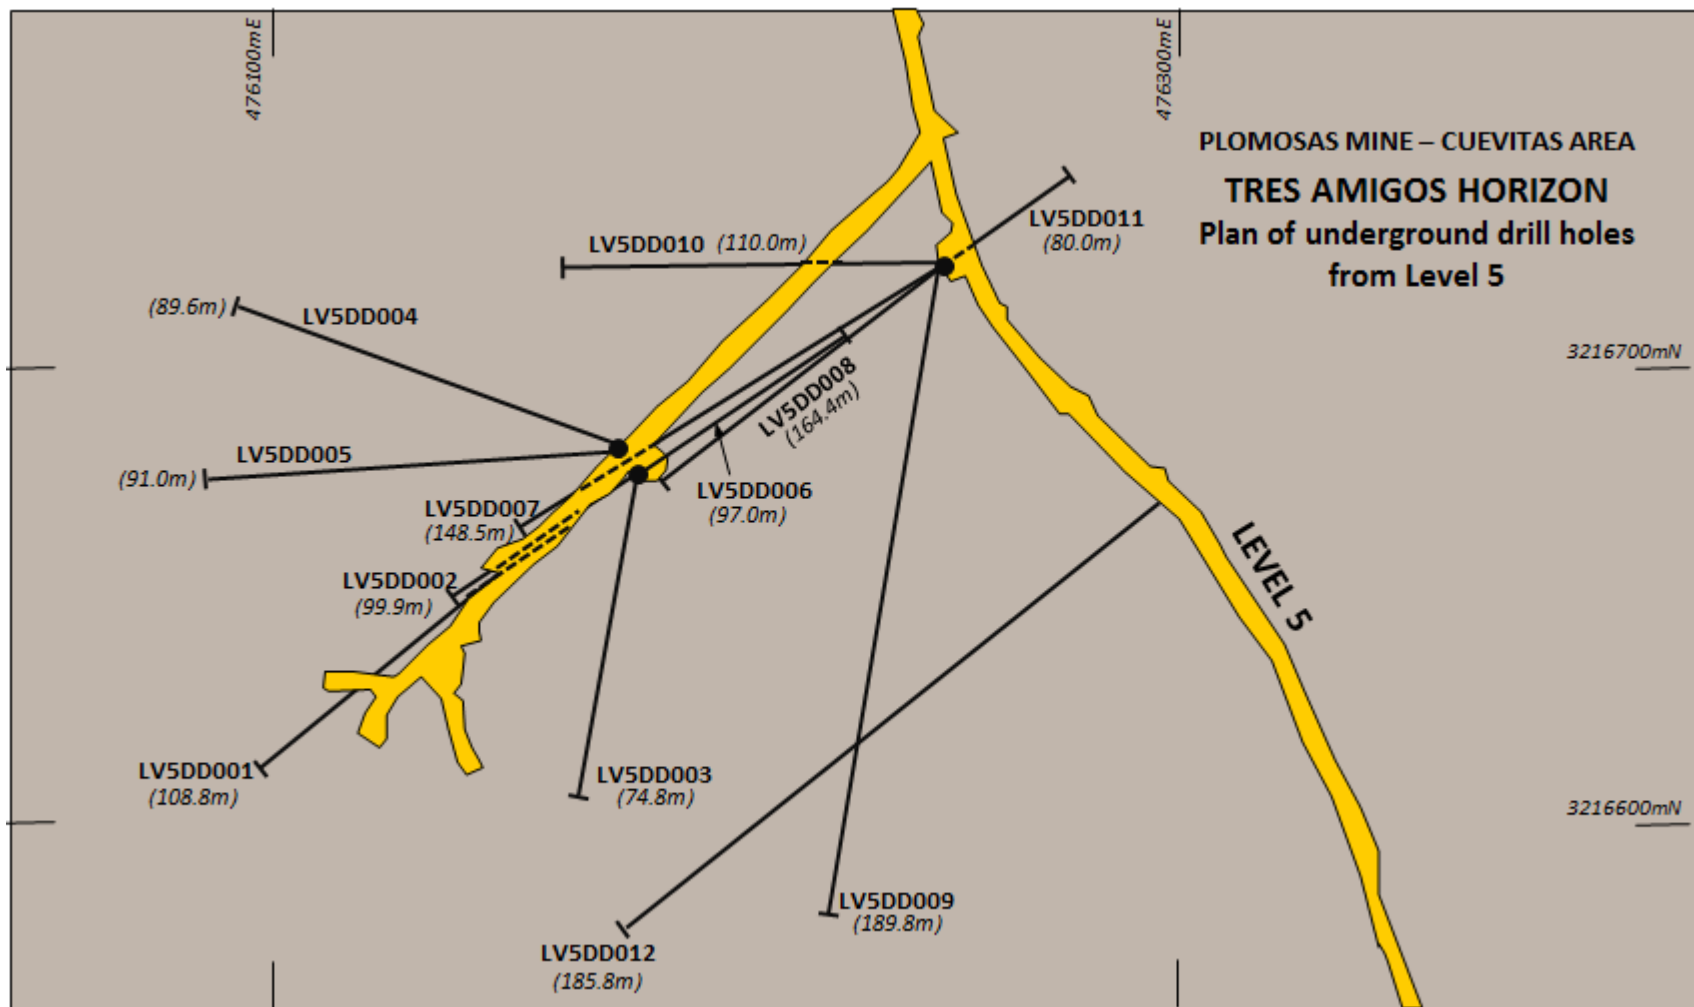 476100mE
476300mE
PLOMOSAS MINE – CUEVITAS AREA
TRES AMIGOS HORIZON
Plan of underground drill holes
from Level 5
LV5DD011
(80.0m)
LV5DD010 (110.0m)
(89.6m)
LV5DD004
3216700mN
LV5DD008
(164.4m)
LV5DD005
(91.0m)
LV5DD006
(97.0m)
LV5DD007
(148.5m)
LEVEL 5
LV5DD002
(99.9m)
LV5DD001
(108.8m)
LV5DD003
(74.8m)
3216600mN
LV5DD009
(189.8m)
LV5DD012
(185.8m)